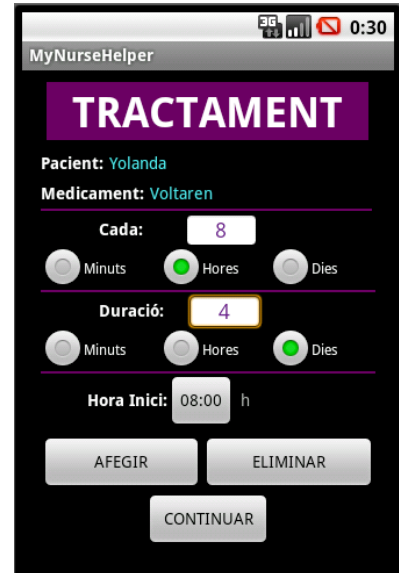 3G 0:30
MyNurseHelper
TRACTAMENT
Pacient: Yolanda
Medicament: Voltaren
Cada: 8
Minuts Hores Dies
Duració: 4
Minuts Hores Dies
Hora Inici: 08:00 h
AFEGIR ELIMINAR
CONTINUAR